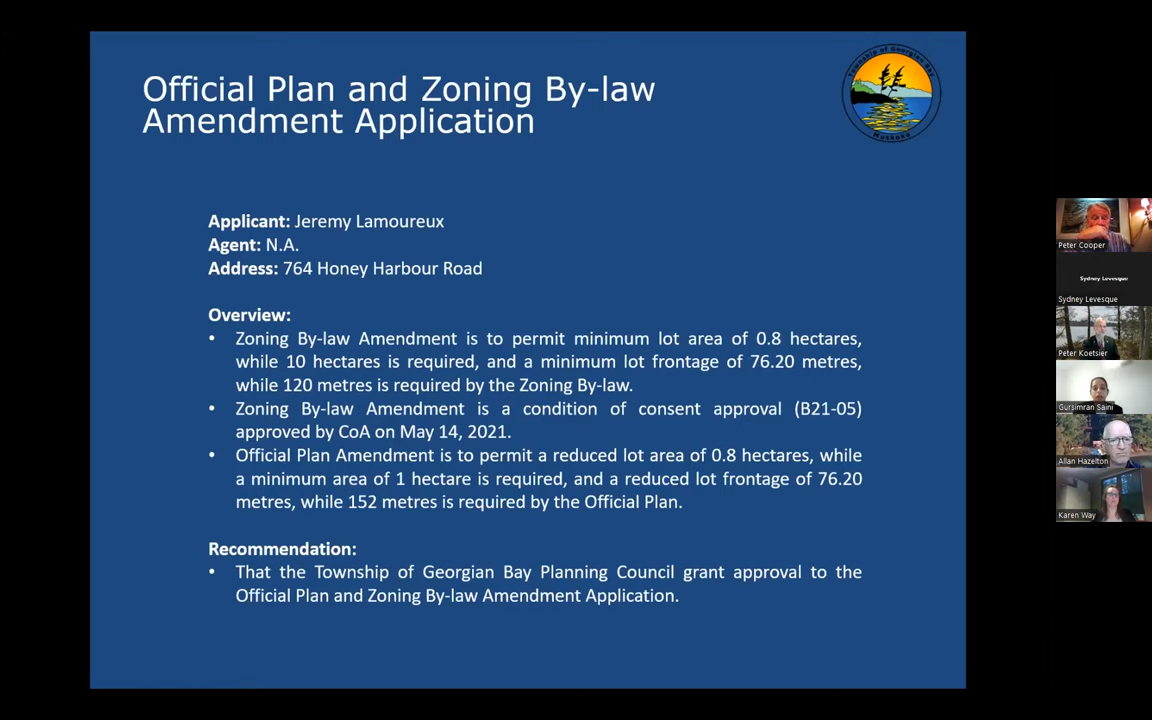 Official Plan and Zoning By-law
Amendment Application
Township of Georgian Bay
Muskoka
Applicant: Jeremy Lamoureux
Agent: N.A.
Address: 764 Honey Harbour Road
Overview:
• Zoning By-law Amendment is to permit minimum lot area of 0.8 hectares,
while 10 hectares is required, and a minimum lot frontage of 76.20 metres,
while 120 metres is required by the Zoning By-law.
• Zoning By-law Amendment is a condition of consent approval (B21-05)
approved by CoA on May 14, 2021.
• Official Plan Amendment is to permit a reduced lot area of 0.8 hectares, while
a minimum area of 1 hectare is required, and a reduced lot frontage of 76.20
metres, while 152 metres is required by the Official Plan.
Recommendation:
• That the Township of Georgian Bay Planning Council grant approval to the
Official Plan and Zoning By-law Amendment Application.
Peter Cooper
Sydney Levesque
Sydney Levesque
Peter Koetsier
Gursimran Saini
Allan Hazelton
Karen Way